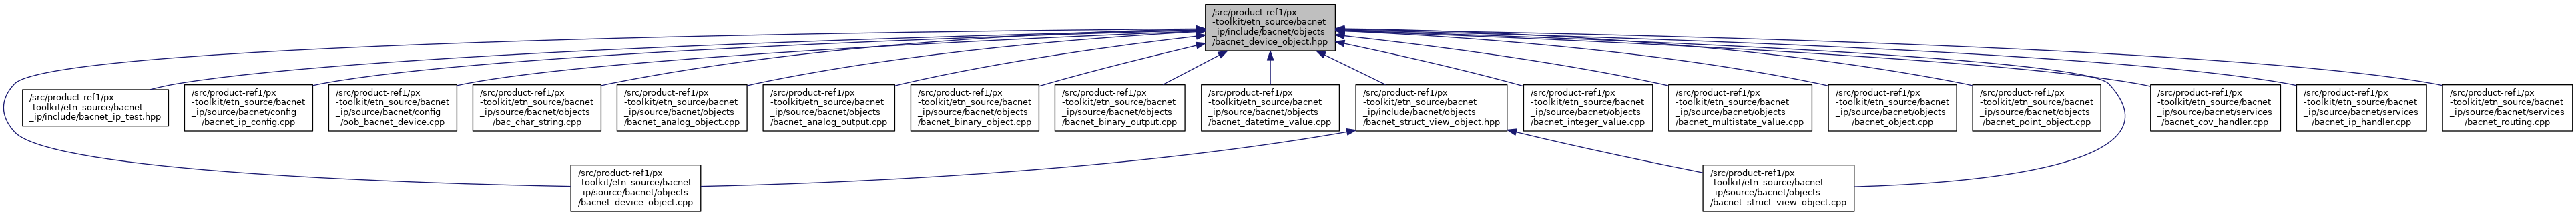 /src/product-ref1/px
-toolkit/etn_source/bacnet
_ip/include/bacnet/objects
/bacnet_device_object.hpp
/src/product-ref1/px
-toolkit/etn_source/bacnet
_ip/include/bacnet_ip_test.hpp
/src/product-ref1/px
-toolkit/etn_source/bacnet
_ip/source/bacnet/config
/bacnet_ip_config.cpp
/src/product-ref1/px
-toolkit/etn_source/bacnet
_ip/source/bacnet/config
/oob_bacnet_device.cpp
/src/product-ref1/px
-toolkit/etn_source/bacnet
_ip/source/bacnet/objects
/bac_char_string.cpp
/src/product-ref1/px
-toolkit/etn_source/bacnet
_ip/source/bacnet/objects
/bacnet_analog_object.cpp
/src/product-ref1/px
-toolkit/etn_source/bacnet
_ip/source/bacnet/objects
/bacnet_analog_output.cpp
/src/product-ref1/px
-toolkit/etn_source/bacnet
_ip/source/bacnet/objects
/bacnet_binary_object.cpp
/src/product-ref1/px
-toolkit/etn_source/bacnet
_ip/source/bacnet/objects
/bacnet_binary_output.cpp
/src/product-ref1/px
-toolkit/etn_source/bacnet
_ip/source/bacnet/objects
/bacnet_datetime_value.cpp
/src/product-ref1/px
-toolkit/etn_source/bacnet
_ip/include/bacnet/objects
/bacnet_struct_view_object.hpp
/src/product-ref1/px
-toolkit/etn_source/bacnet
_ip/source/bacnet/objects
/bacnet_integer_value.cpp
/src/product-ref1/px
-toolkit/etn_source/bacnet
_ip/source/bacnet/objects
/bacnet_multistate_value.cpp
/src/product-ref1/px
-toolkit/etn_source/bacnet
_ip/source/bacnet/objects
/bacnet_object.cpp
/src/product-ref1/px
-toolkit/etn_source/bacnet
_ip/source/bacnet/objects
/bacnet_point_object.cpp
/src/product-ref1/px
-toolkit/etn_source/bacnet
_ip/source/bacnet/services
/bacnet_cov_handler.cpp
/src/product-ref1/px
-toolkit/etn_source/bacnet
_ip/source/bacnet/services
/bacnet_ip_handler.cpp
/src/product-ref1/px
-toolkit/etn_source/bacnet
_ip/source/bacnet/services
/bacnet_routing.cpp
/src/product-ref1/px
-toolkit/etn_source/bacnet
_ip/source/bacnet/objects
/bacnet_device_object.cpp
/src/product-ref1/px
-toolkit/etn_source/bacnet
_ip/source/bacnet/objects
/bacnet_struct_view_object.cpp